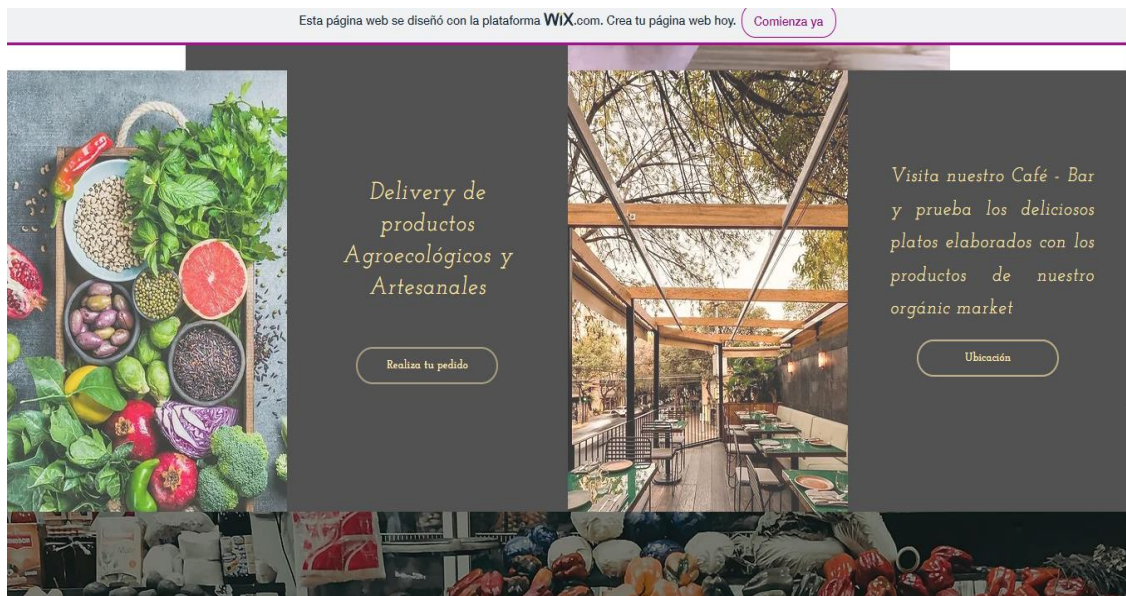 Esta página web se diseñó con la plataforma WiX.com. Crea tu página web hoy. Comienza ya
Delivery de
productos
Agroecológicos y
Artesanales
Realiza tu pedido
Visita nuestro Café - Bar
y prueba los deliciosos
platos elaborados con los
productos de nuestro
orgánic market
Ubicación